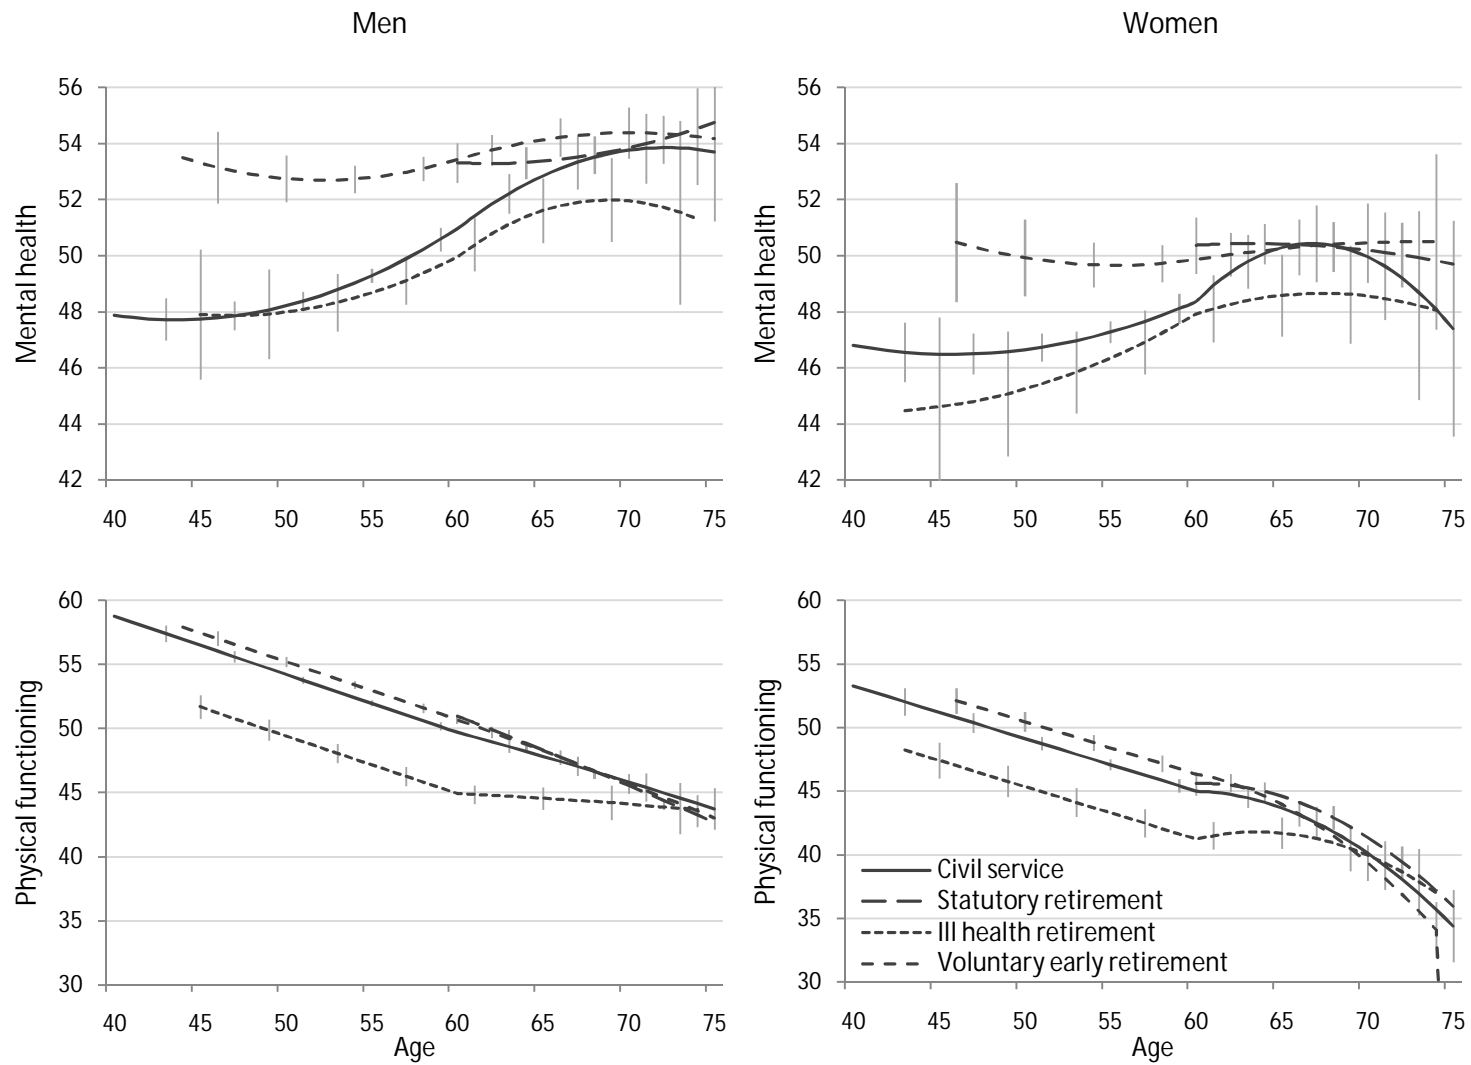 Men
Women
Mental health
56
54
52
50
48
46
44
42
40 45 50 55 60 65 70 75
Mental health
56
54
52
50
48
46
44
42
40 45 50 55 60 65 70 75
Physical functioning
60
55
50
45
40
35
30
40 45 50 55 60 65 70 75
Age
Physical functioning
60
55
50
45
40
35
30
Civil service
Statutory retirement
Ill health retirement
Voluntary early retirement
40 45 50 55 60 65 70 75
Age